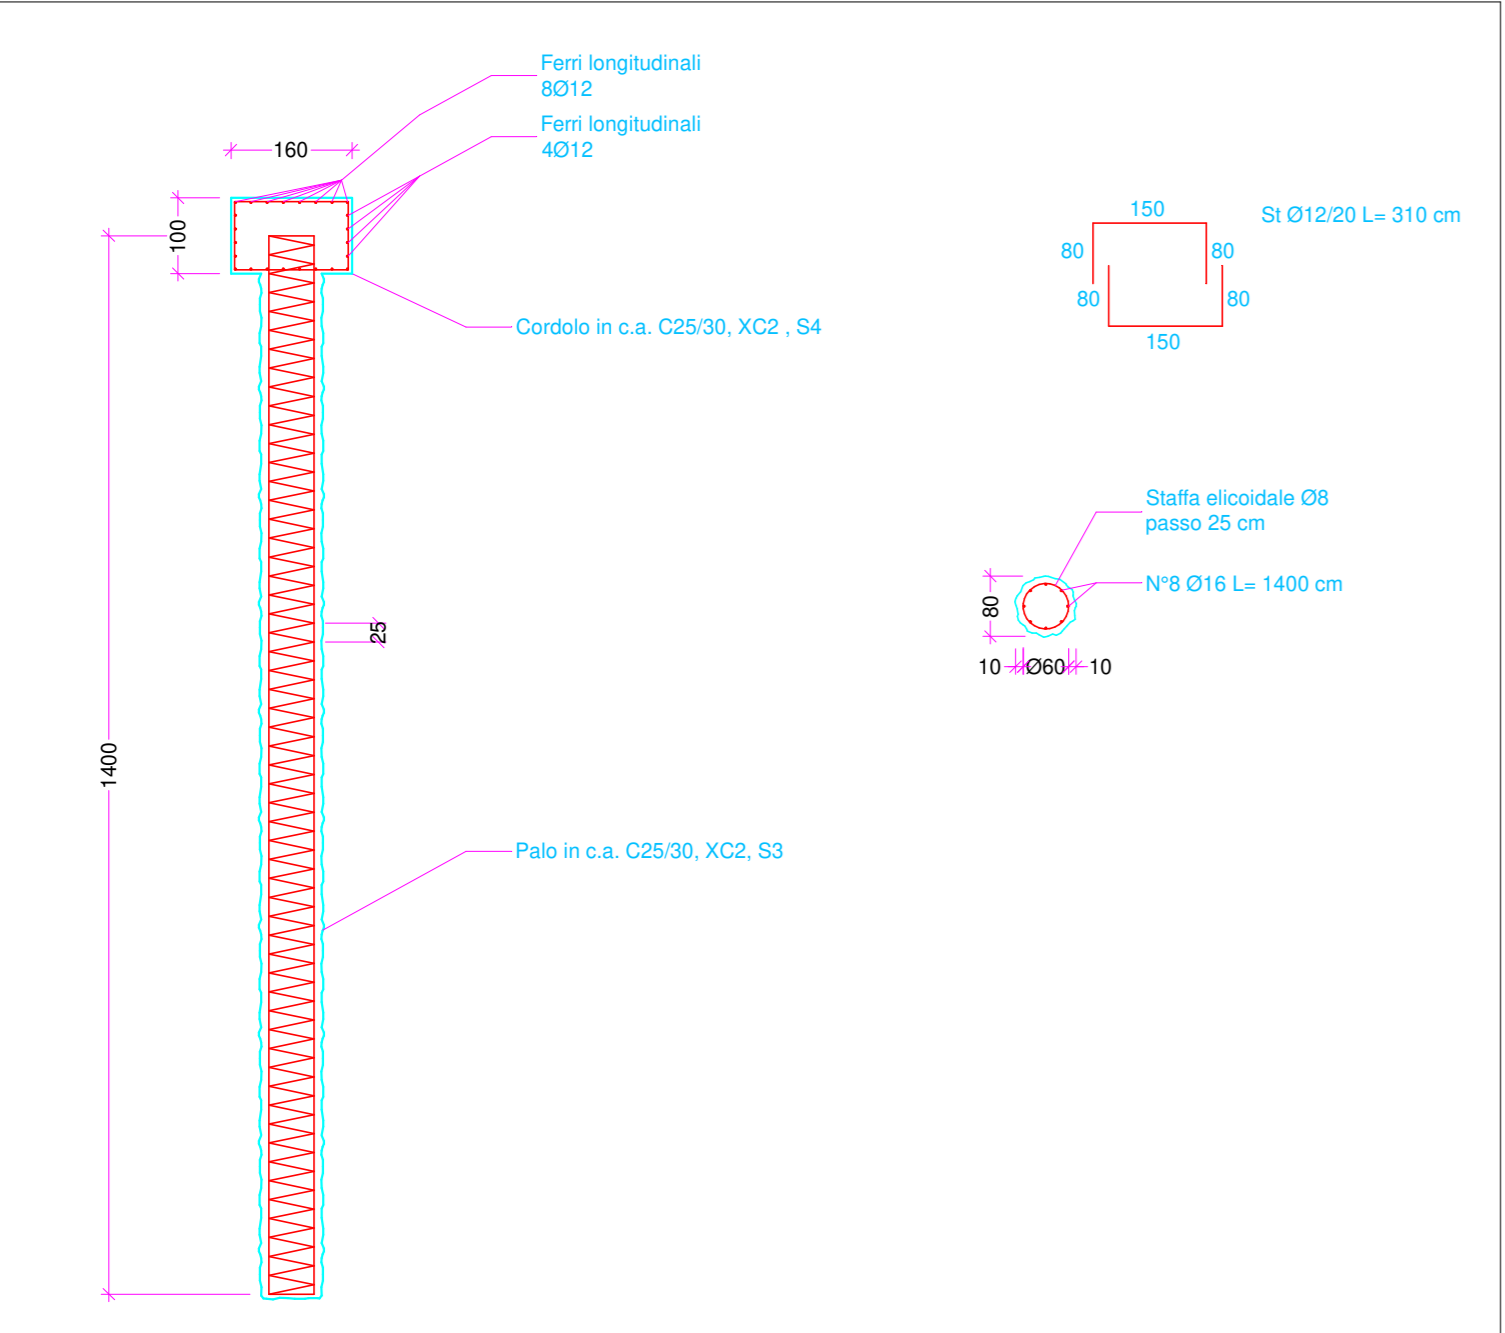 Ferri longitudinali
8Ø12
Ferri longitudinali
4Ø12
160
100
150
St Ø12/20 L= 310 cm
80
80
80
80
150
Cordolo in c.a. C25/30, XC2 , S4
Staffa elicoidale Ø8
passo 25 cm
N°8 Ø16 L= 1400 cm
80
10
Ø60
10
25
1400
Palo in c.a. C25/30, XC2, S3